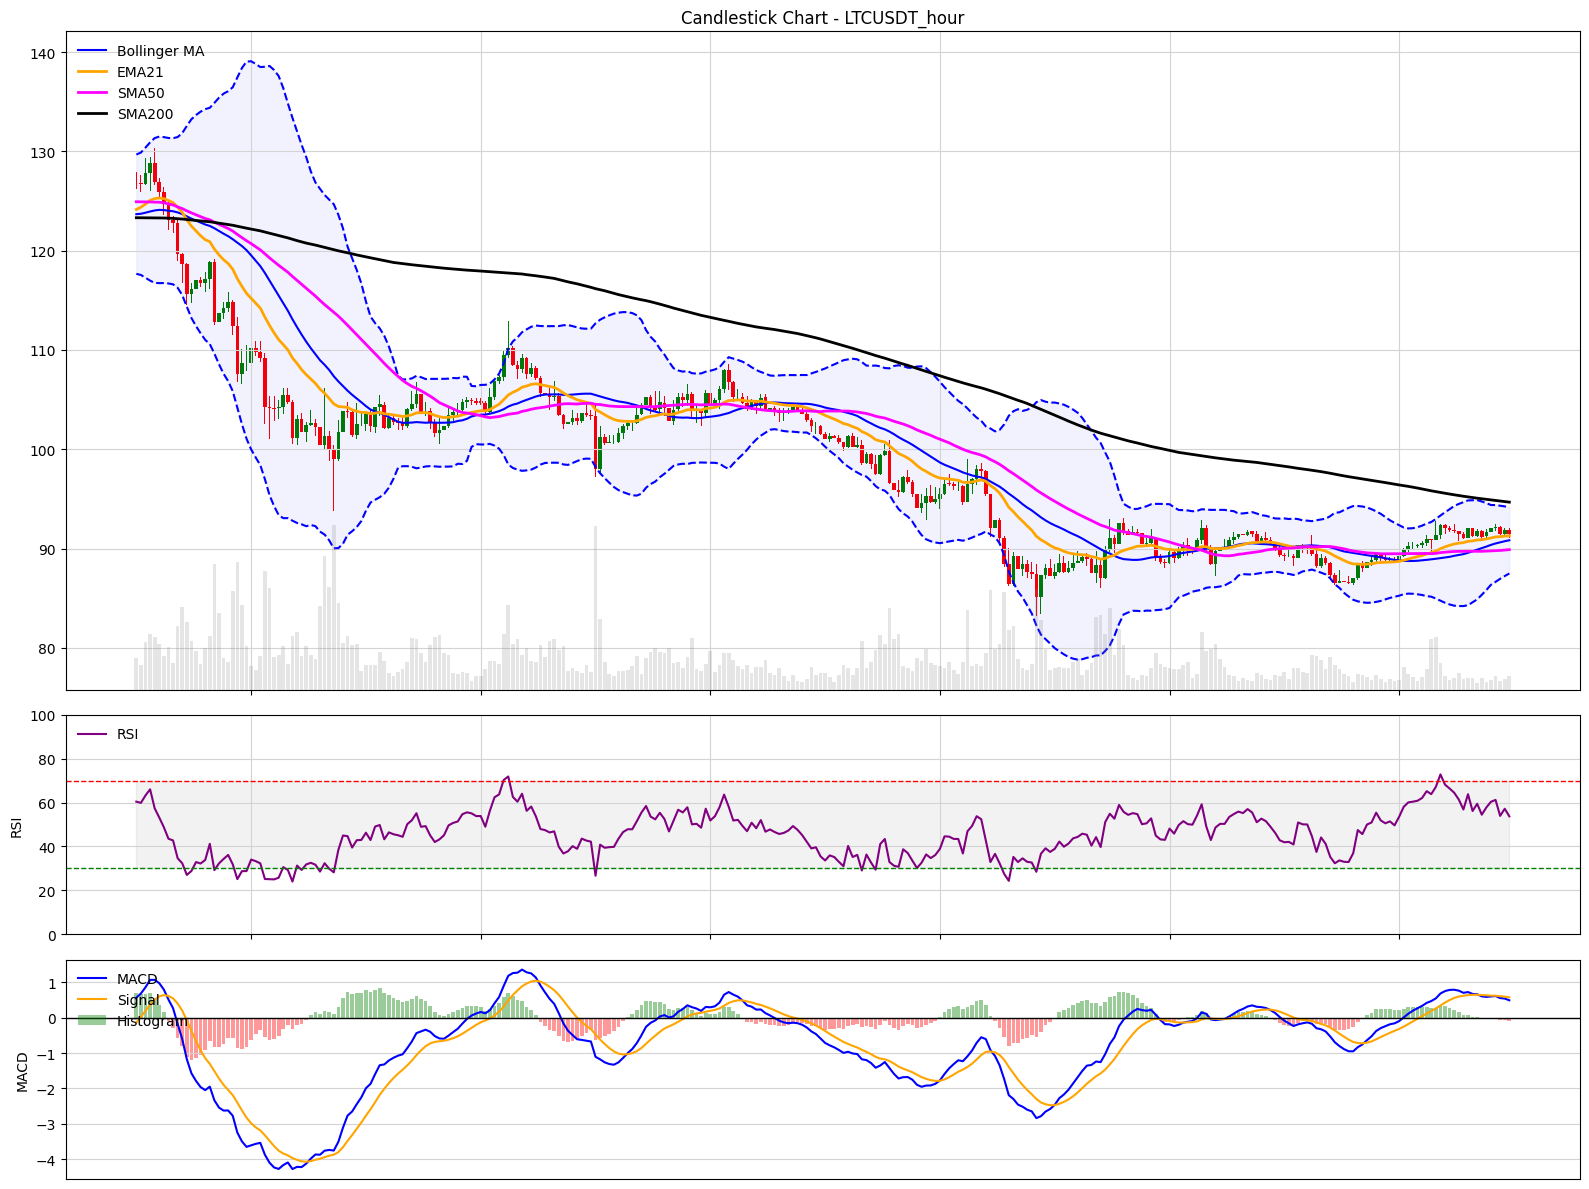 Candlestick Chart - LTCUSDT_hour
Bollinger MA
EMA21
SMA50
SMA200
140
130
120
110
100
90
80
RSI
100
80
60
40
20
0
RSI
MACD
Signal
Histogram
1
0
−1
−2
−3
−4
MACD